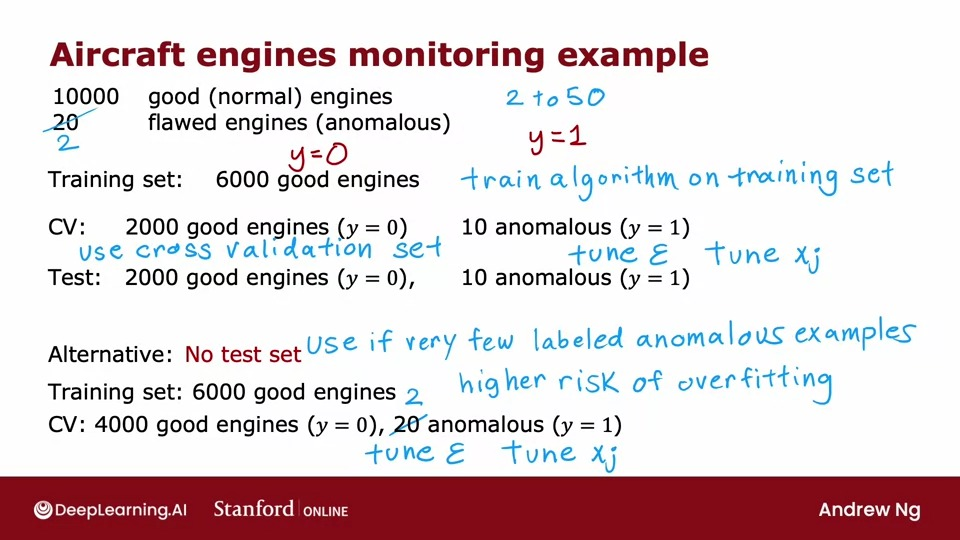 Aircraft engines monitoring example
10000 good (normal) engines 2 to 50
20 flawed engines (anomalous)
2 y=0 y=1
Training set: 6000 good engines train algorithm on training set
CV: 2000 good engines (y = 0) 10 anomalous (y = 1)
use cross validation set tune ε tune xj
Test: 2000 good engines (y = 0), 10 anomalous (y = 1)
Alternative: No test set use if very few labeled anomalous examples
higher risk of overfitting
Training set: 6000 good engines 2
CV: 4000 good engines (y = 0), 20 anomalous (y = 1)
tune ε tune xj
DeepLearning.AI Stanford ONLINE Andrew Ng